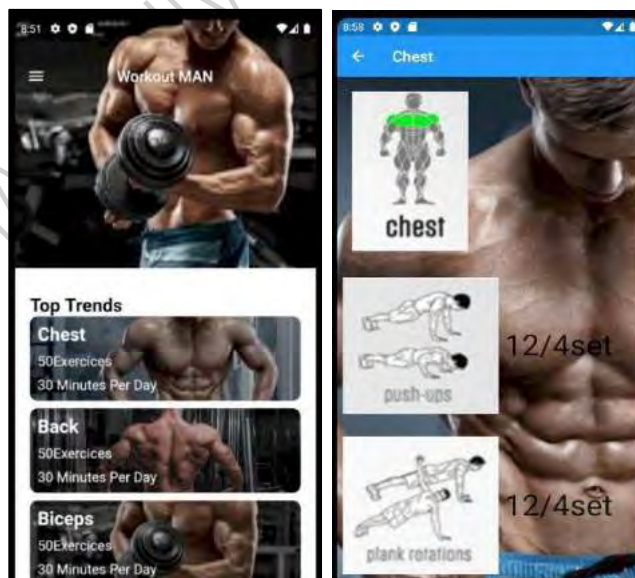 8:51
Workout MAN
Top Trends
Chest
50Exercices
30 Minutes Per Day
Back
50Exercices
30 Minutes Per Day
Biceps
50Exercices
30 Minutes Per Day
8:58
Chest
chest
push-ups
12/4set
plank rotations
12/4set